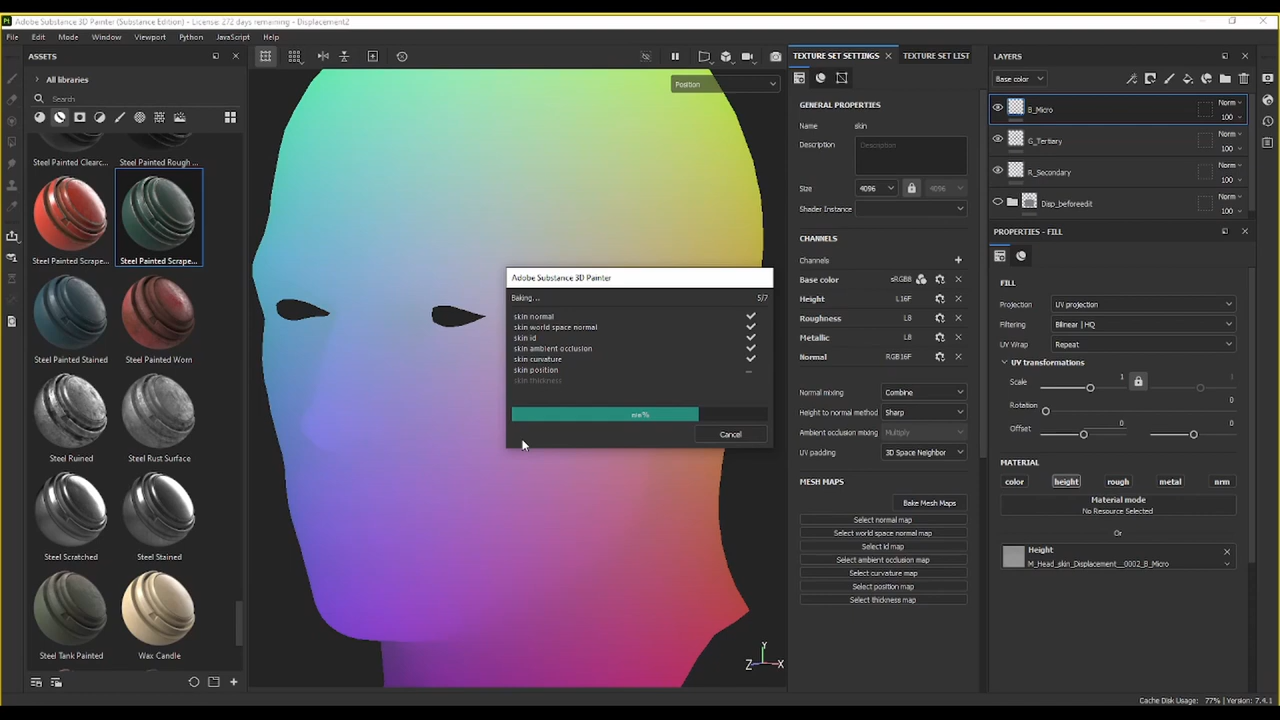 Adobe Substance 3D Painter (Substance Edition) - License: 272 days remaining - Displacement2
File Edit Mode Window Viewport Python JavaScript Help
ASSETS
All libraries
Search
Steel Painted Clearc... Steel Painted Rough ...
Steel Painted Scrape... Steel Painted Scrape...
Steel Painted Stained Steel Painted Worn
Steel Ruined Steel Rust Surface
Steel Scratched Steel Stained
Steel Tank Painted Wax Candle
Position
Adobe Substance 3D Painter
Baking... 5/7
skin normal
skin world space normal
skin id
skin ambient occlusion
skin curvature
skin position
skin thickness
Cancel
Y
Z X
TEXTURE SET SETTINGS TEXTURE SET LIST
GENERAL PROPERTIES
Name skin
Description Description
Size 4096 4096
Shader Instance
CHANNELS
Channels
Base color sRGB8
Height L16F
Roughness L8
Metallic L8
Normal RGB16F
Normal mixing Combine
Height to normal method Sharp
Ambient occlusion mixing Multiply
UV padding 3D Space Neighbor
MESH MAPS
Bake Mesh Maps
Select normal map
Select world space normal map
Select id map
Select ambient occlusion map
Select curvature map
Select position map
Select thickness map
LAYERS
Base color
B_Micro Norm 100
G_Tertiary Norm 100
R_Secondary Norm 100
Disp_beforeedit Norm 100
PROPERTIES - FILL
FILL
Projection UV projection
Filtering Bilinear | HQ
UV Wrap Repeat
UV transformations
Scale 1 1
Rotation 0
Offset 0 0
MATERIAL
color height rough metal nrm
Material mode
No Resource Selected
Or
Height
M_Head_skin_Displacement__0002_B_Micro
Cache Disk Usage: 77% | Version: 7.4.1